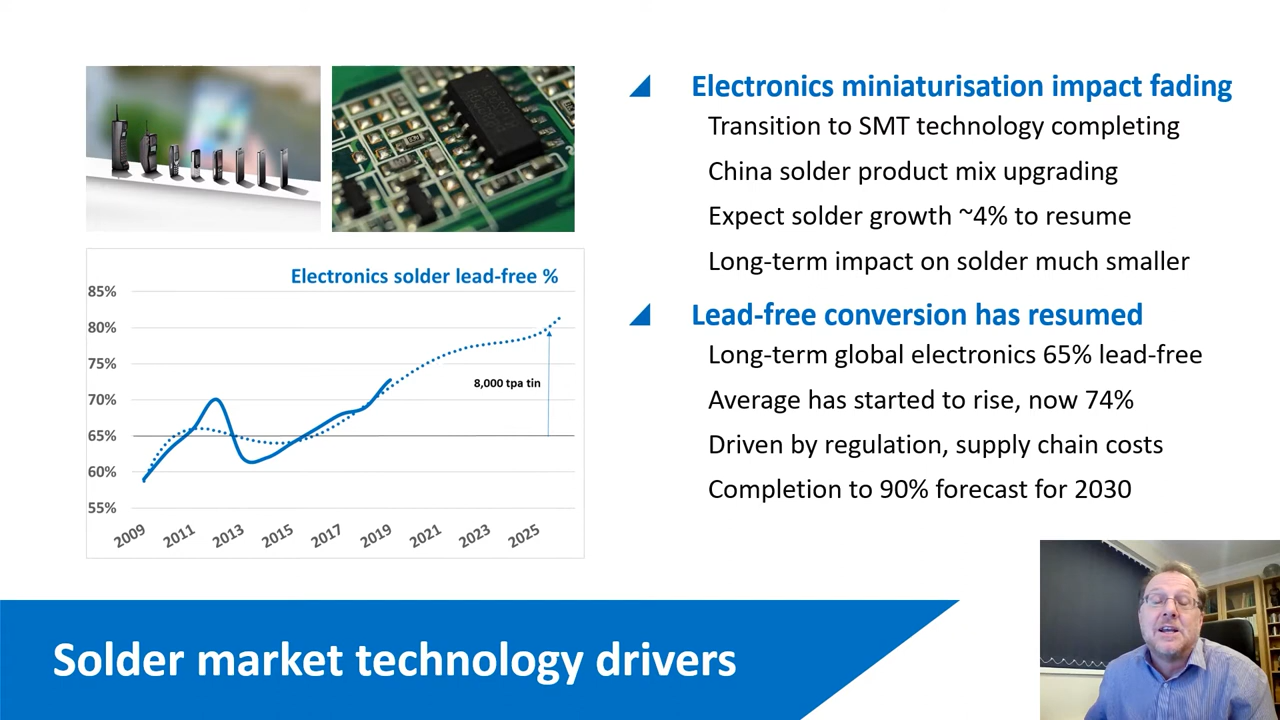 Electronics miniaturisation impact fading
Transition to SMT technology completing
China solder product mix upgrading
Expect solder growth ~4% to resume
Long-term impact on solder much smaller
Lead-free conversion has resumed
Long-term global electronics 65% lead-free
Average has started to rise, now 74%
Driven by regulation, supply chain costs
Completion to 90% forecast for 2030
Electronics solder lead-free %
85%
80%
75%
70%
65%
60%
55%
8,000 tpa tin
2009 2011 2013 2015 2017 2019 2021 2023 2025
Solder market technology drivers